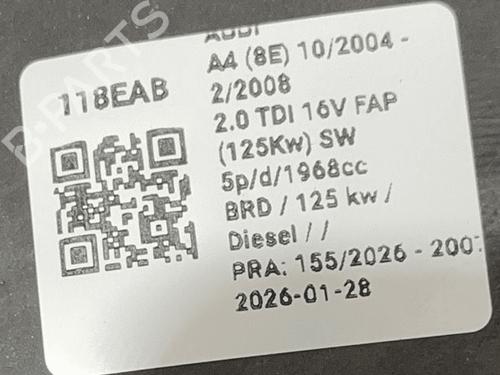 AUDI
A4 (8E) 10/2004 -
2/2008
118EAB
2.0 TDI 16V FAP
(125Kw) SW
5p/d/1968cc
BRD / 125 kw /
Diesel / /
PRA: 155/2026 - 200
2026-01-28
B-PARTS